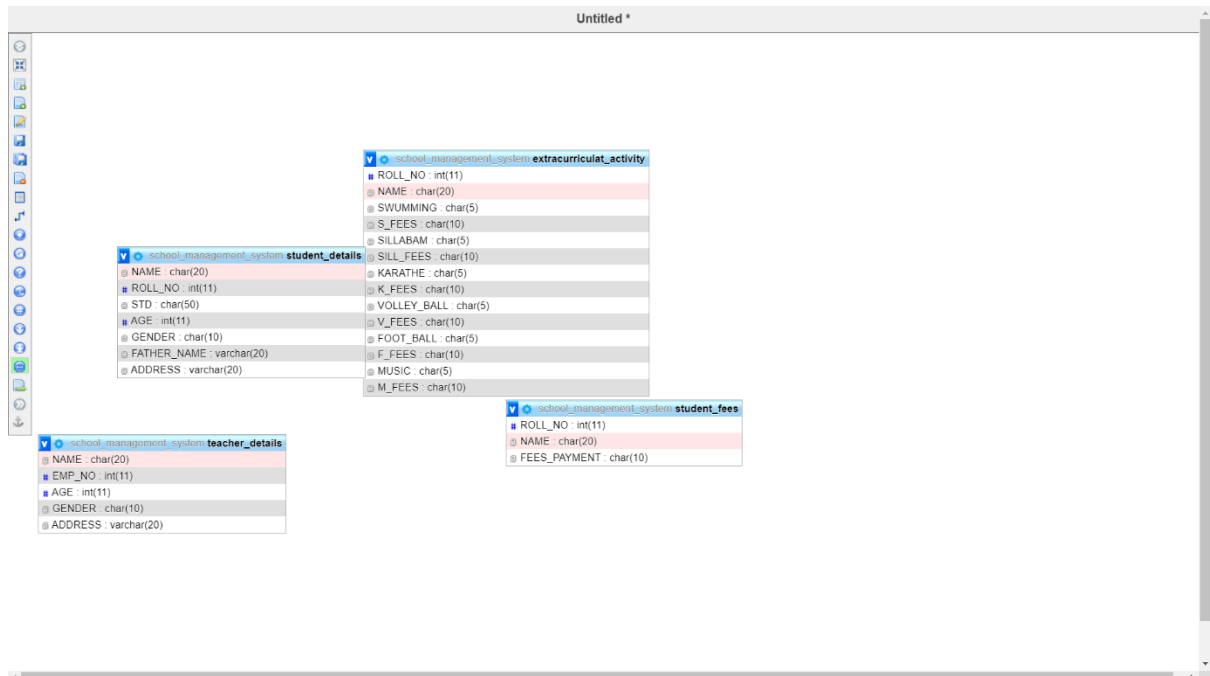 Untitled *
school_management_system extracurriculat_activity
ROLL_NO : int(11)
NAME : char(20)
SWUMMING : char(5)
S_FEES : char(10)
SILLABAM : char(5)
SILL_FEES : char(10)
KARATHE : char(5)
K_FEES : char(10)
VOLLEY_BALL : char(5)
V_FEES : char(10)
FOOT_BALL : char(5)
F_FEES : char(10)
MUSIC : char(5)
M_FEES : char(10)
school_management_system student_details
NAME : char(20)
ROLL_NO : int(11)
STD : char(50)
AGE : int(11)
GENDER : char(10)
FATHER_NAME : varchar(20)
ADDRESS : varchar(20)
school_management_system student_fees
ROLL_NO : int(11)
NAME : char(20)
FEES_PAYMENT : char(10)
school_management_system teacher_details
NAME : char(20)
EMP_NO : int(11)
AGE : int(11)
GENDER : char(10)
ADDRESS : varchar(20)